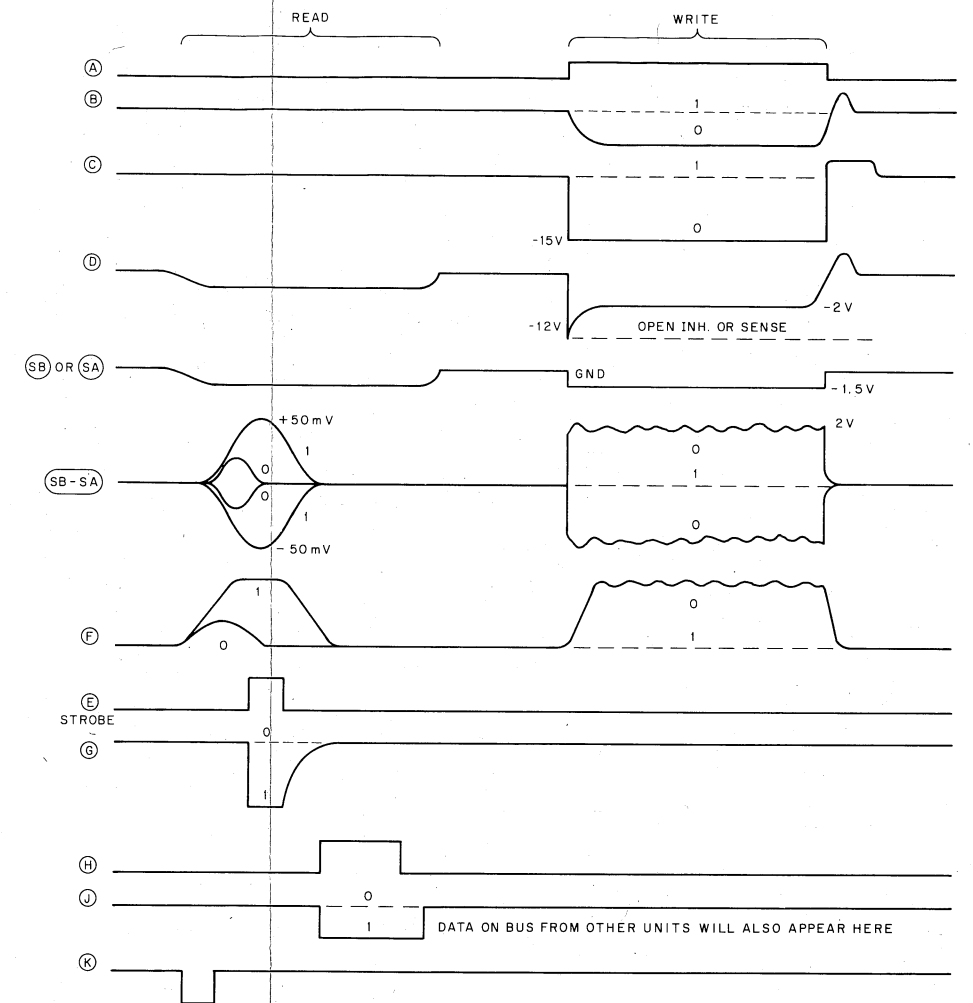 READ WRITE
A
B 1
0
C 1
0
-15V
D
-2V
-12V OPEN INH. OR SENSE
SB OR SA GND
-1.5V
+50mV 2V
1 0
0 1
SB-SA
0
1 0
-50mV
1 0
F 0 1
E
STROBE
0
G
1
H
J 0
1 DATA ON BUS FROM OTHER UNITS WILL ALSO APPEAR HERE
K